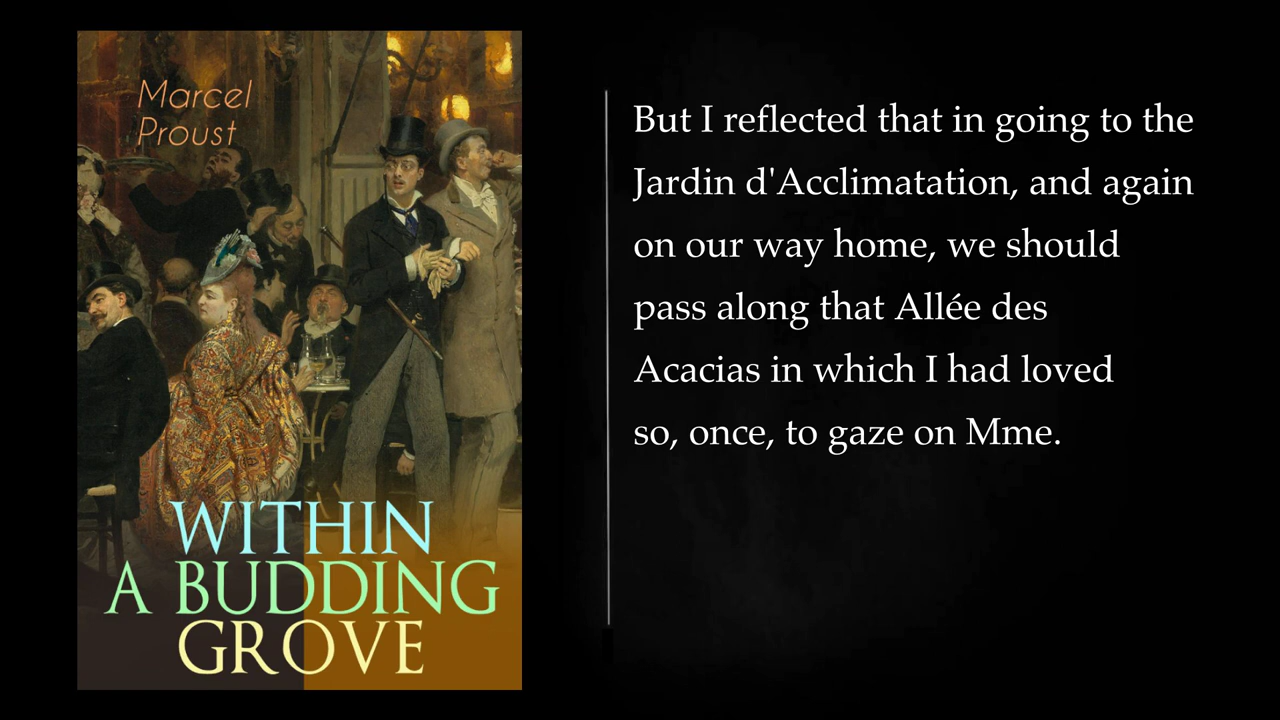 Marcel
Proust
WITHIN
A BUDDING
GROVE
But I reflected that in going to the
Jardin d'Acclimatation, and again
on our way home, we should
pass along that Allée des
Acacias in which I had loved
so, once, to gaze on Mme.